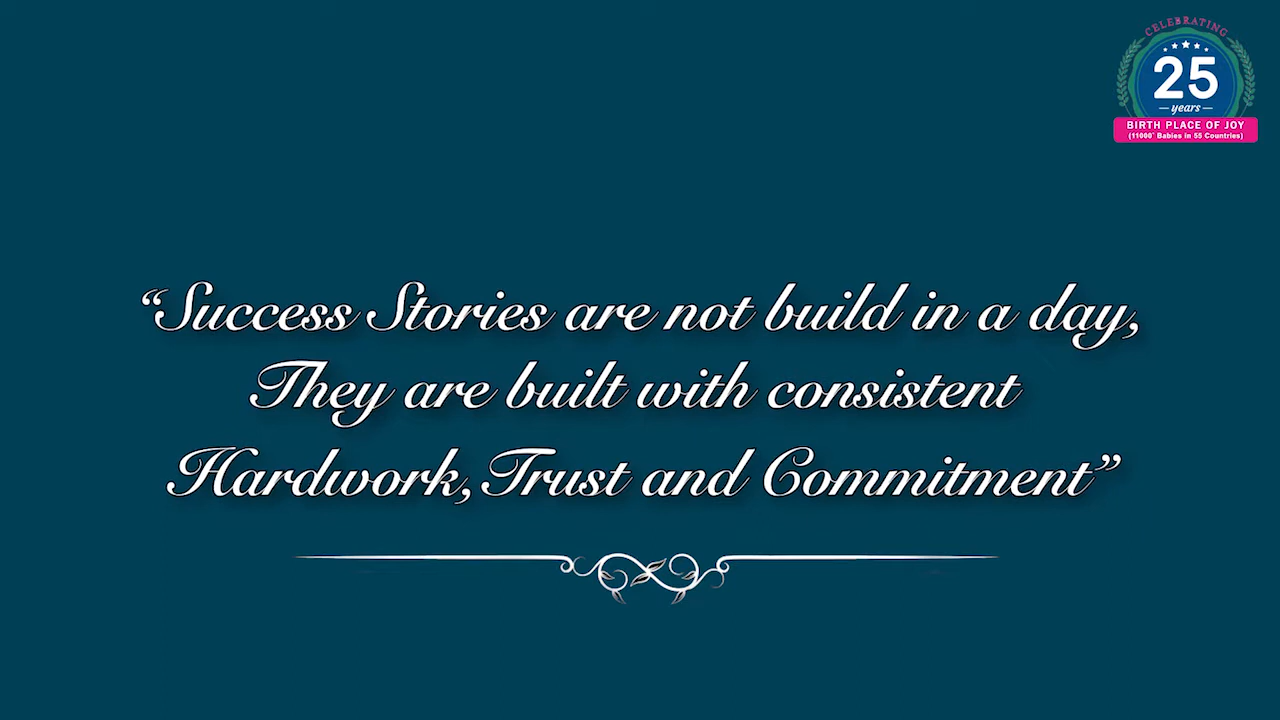 CELEBRATING
25
years
BIRTH PLACE OF JOY
(11000+ Babies in 55 Countries)
“Success Stories are not build in a day,
They are built with consistent
Hardwork, Trust and Commitment”